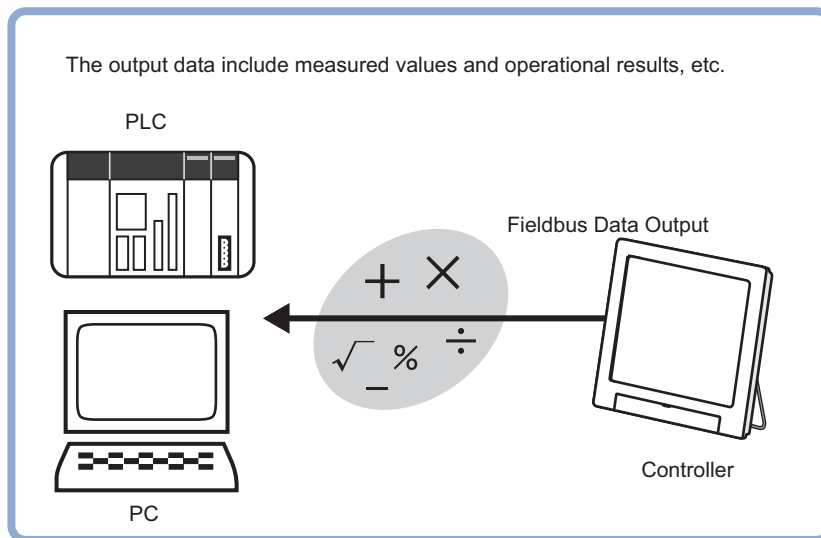 The output data include measured values and operational results, etc.
PLC
Fieldbus Data Output
+ ×
√ % ÷
−
Controller
PC